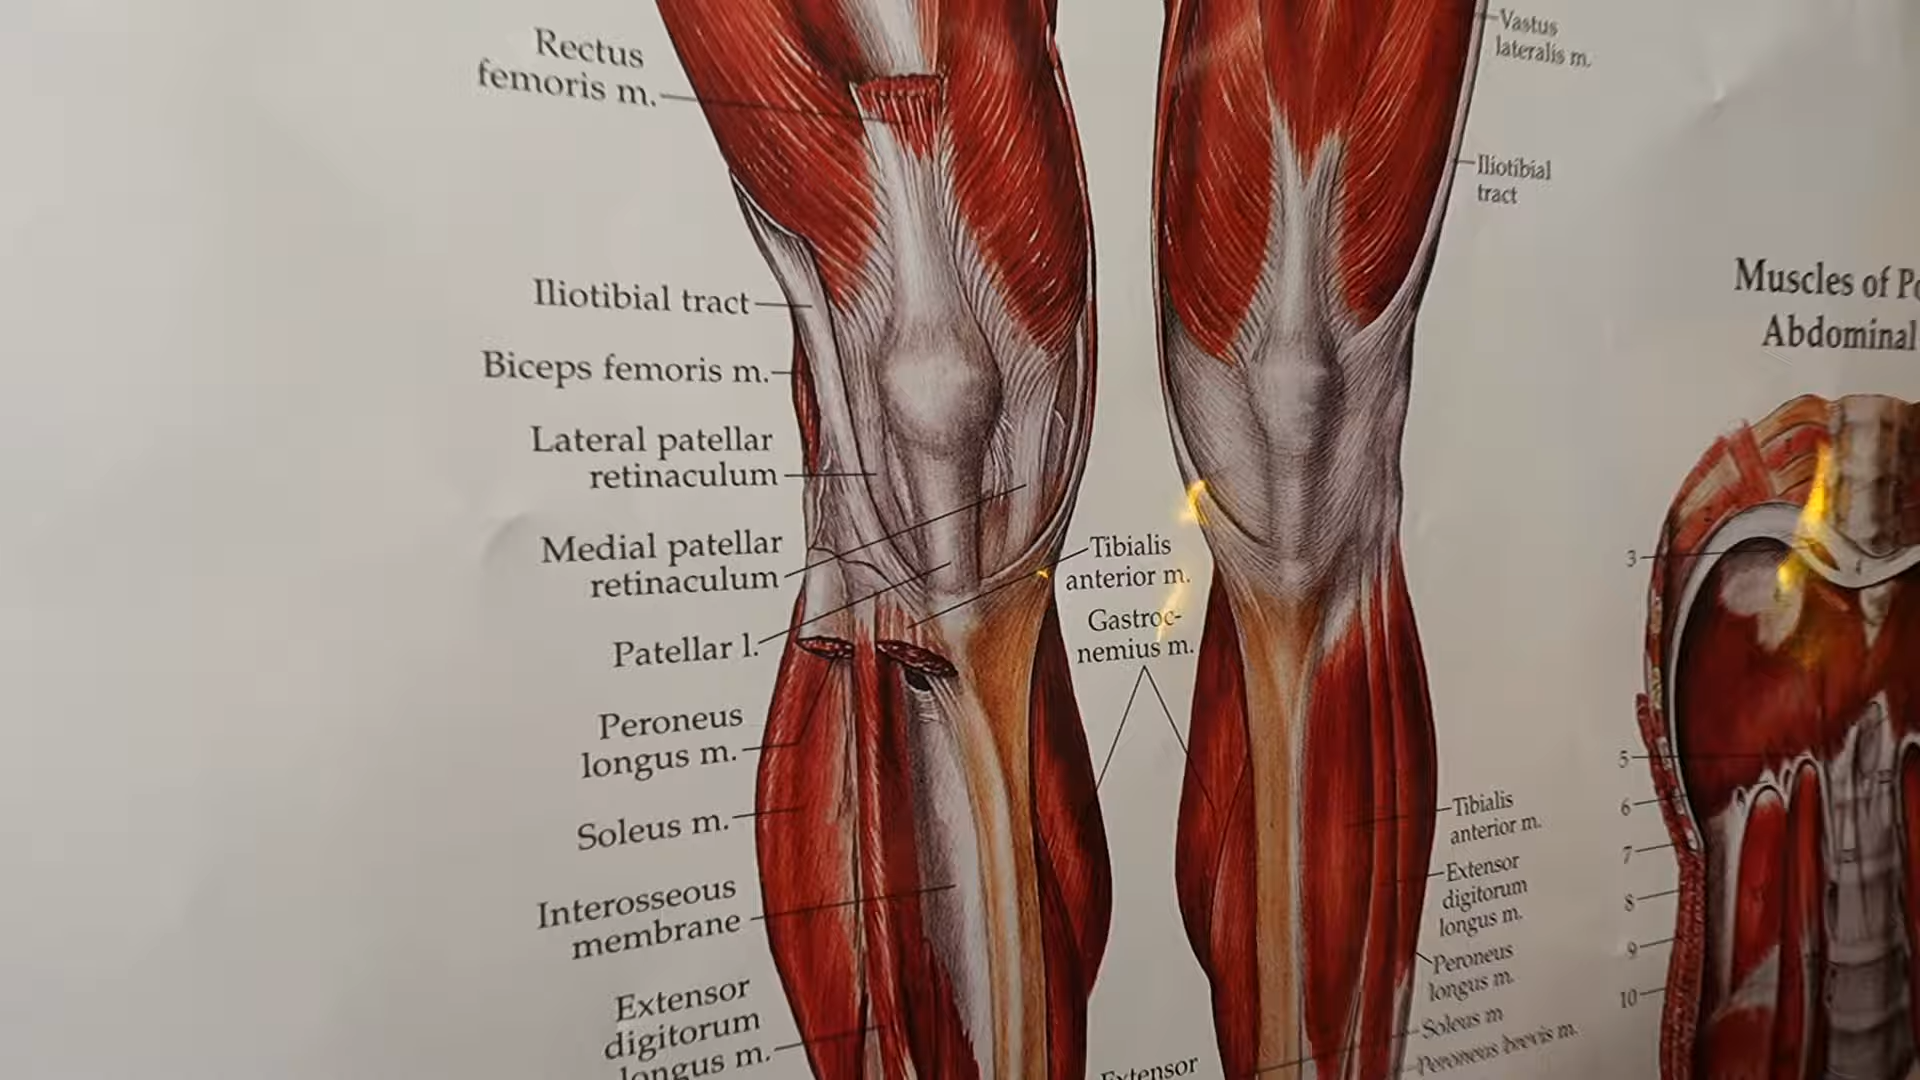 Rectus
femoris m.
Iliotibial tract
Biceps femoris m.
Lateral patellar
retinaculum
Medial patellar
retinaculum
Patellar l.
Peroneus
longus m.
Soleus m.
Interosseous
membrane
Extensor
digitorum
longus m.
Tibialis
anterior m.
Gastroc-
nemius m.
Extensor
Vastus
lateralis m.
Iliotibial
tract
Tibialis
anterior m.
Extensor
digitorum
longus m.
Peroneus
longus m.
Soleus m
Peroneus brevis m.
Muscles of Po
Abdominal
3
5
6
7
8
9
10